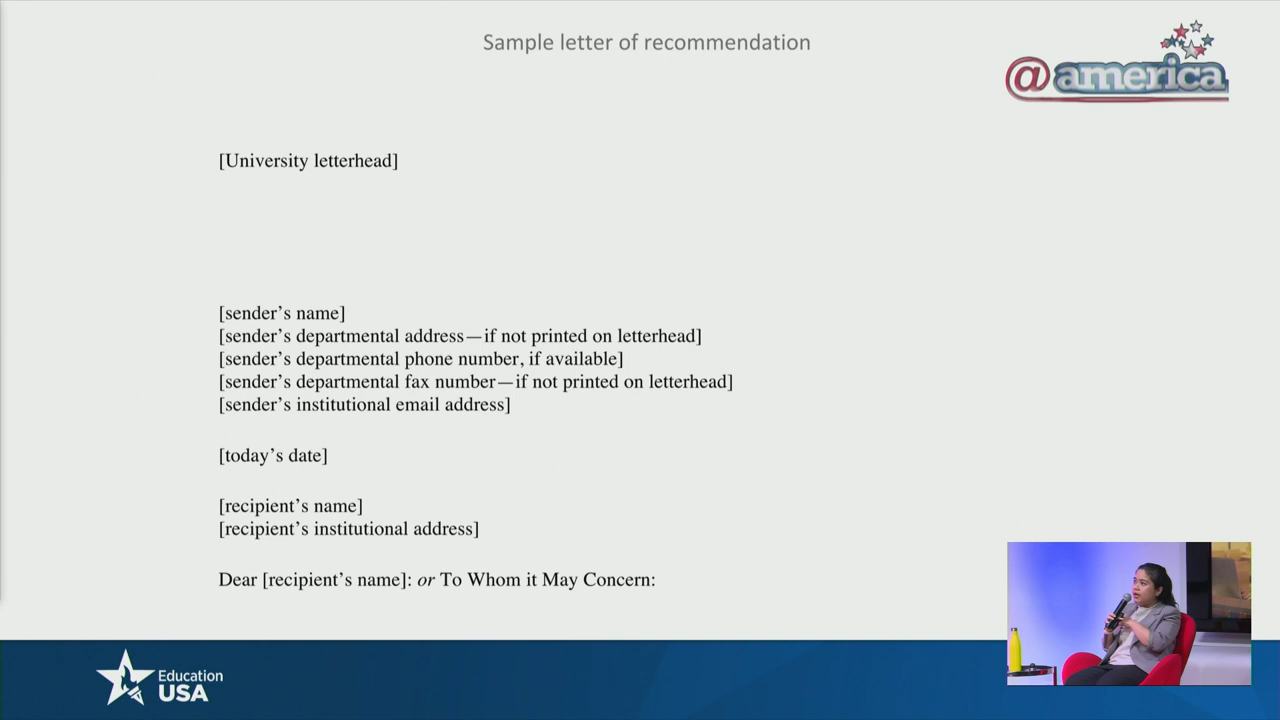 Sample letter of recommendation
@america
[University letterhead]
[sender’s name]
[sender’s departmental address—if not printed on letterhead]
[sender’s departmental phone number, if available]
[sender’s departmental fax number—if not printed on letterhead]
[sender’s institutional email address]
[today’s date]
[recipient’s name]
[recipient’s institutional address]
Dear [recipient’s name]: or To Whom it May Concern:
Education
USA